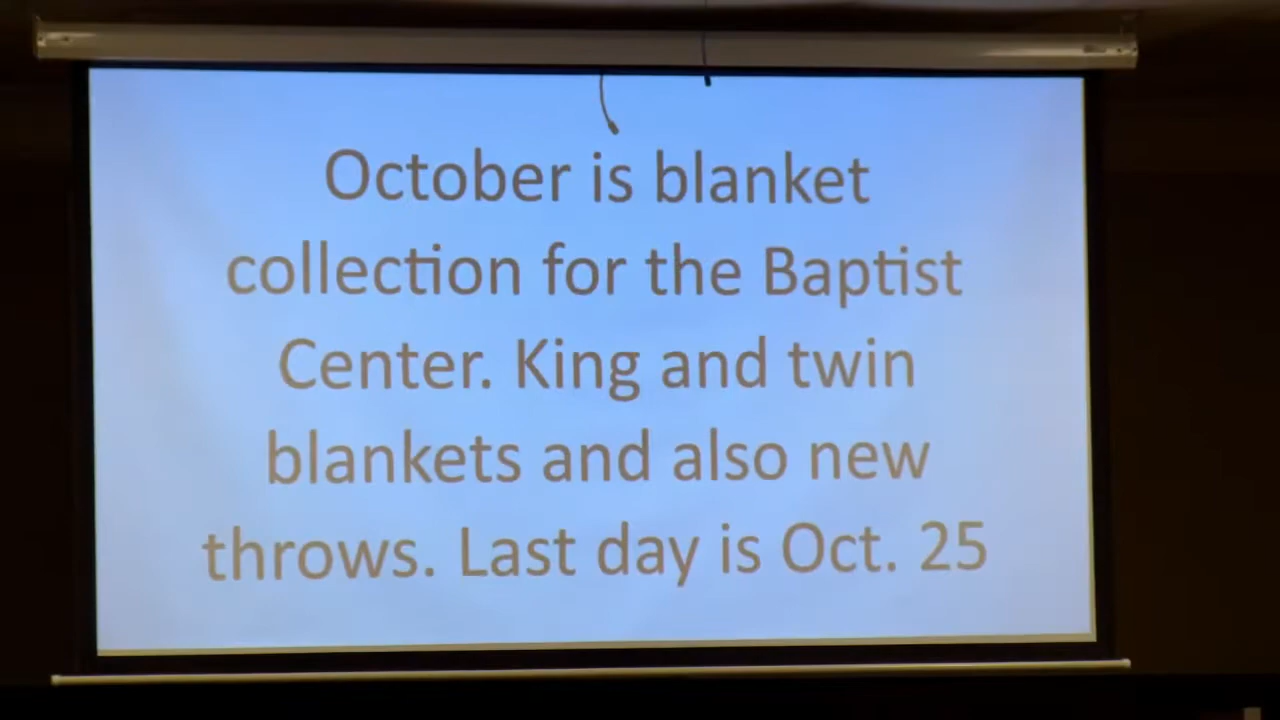 October is blanket
collection for the Baptist
Center. King and twin
blankets and also new
throws. Last day is Oct. 25